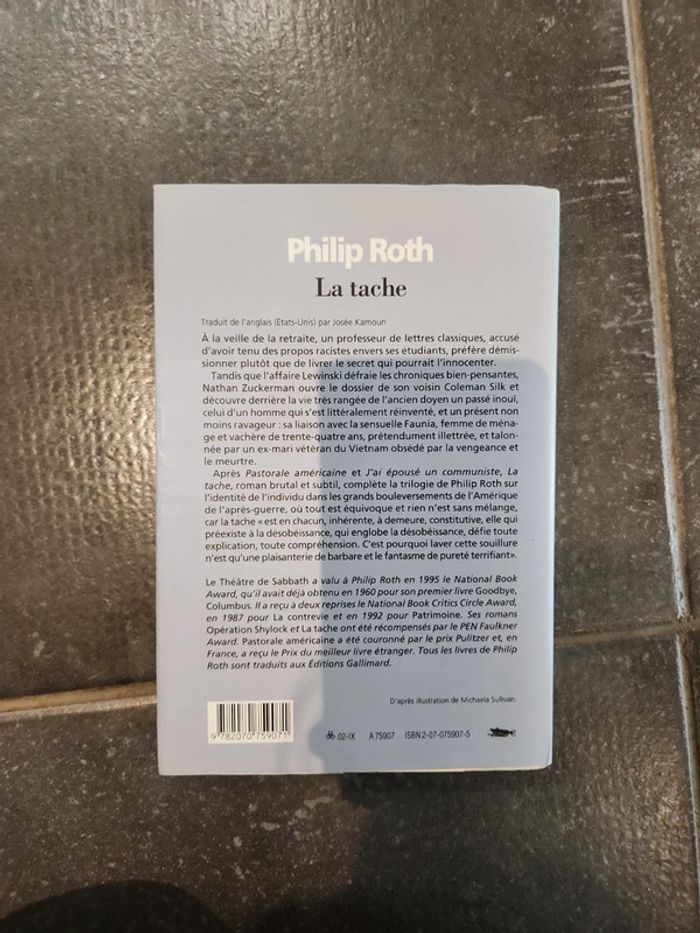 Philip Roth
La tache
Traduit de l'anglais (États-Unis) par Josée Kamoun
À la veille de la retraite, un professeur de lettres classiques, accusé
d'avoir tenu des propos racistes envers ses étudiants, préfère démis-
sionner plutôt que de livrer le secret qui pourrait l'innocenter.
Tandis que l'affaire Lewinski défraie les chroniques bien-pensantes,
Nathan Zuckerman ouvre le dossier de son voisin Coleman Silk et
découvre derrière la vie très rangée de l'ancien doyen un passé inouï,
celui d'un homme qui s'est littéralement réinventé, et un présent non
moins ravageur : sa liaison avec la sensuelle Faunia, femme de ména-
ge et vachère de trente-quatre ans, prétendument illettrée, et talon-
née par un ex-mari vétéran du Vietnam obsédé par la vengeance et
le meurtre.
Après Pastorale américaine et J'ai épousé un communiste, La
tache, roman brutal et subtil, complète la trilogie de Philip Roth sur
l'identité de l'individu dans les grands bouleversements de l'Amérique
de l'après-guerre, où tout est équivoque et rien n'est sans mélange,
car la tache « est en chacun, inhérente, à demeure, constitutive, elle qui
préexiste à la désobéissance, qui englobe la désobéissance, défie toute
explication, toute compréhension. C'est pourquoi laver cette souillure
n'est qu'une plaisanterie de barbare et le fantasme de pureté terrifiant».
Le Théâtre de Sabbath a valu à Philip Roth en 1995 le National Book
Award, qu'il avait déjà obtenu en 1960 pour son premier livre Goodbye,
Columbus. Il a reçu à deux reprises le National Book Critics Circle Award,
en 1987 pour La contrevie et en 1992 pour Patrimoine. Ses romans
Opération Shylock et La tache ont été récompensés par le PEN Faulkner
Award. Pastorale américaine a été couronné par le prix Pulitzer et, en
France, a reçu le Prix du meilleur livre étranger. Tous les livres de Philip
Roth sont traduits aux Éditions Gallimard.
D'après illustration de Michaela Sullivan.
9 782070 759071
02-IX A 75907 ISBN 2-07-075907-5